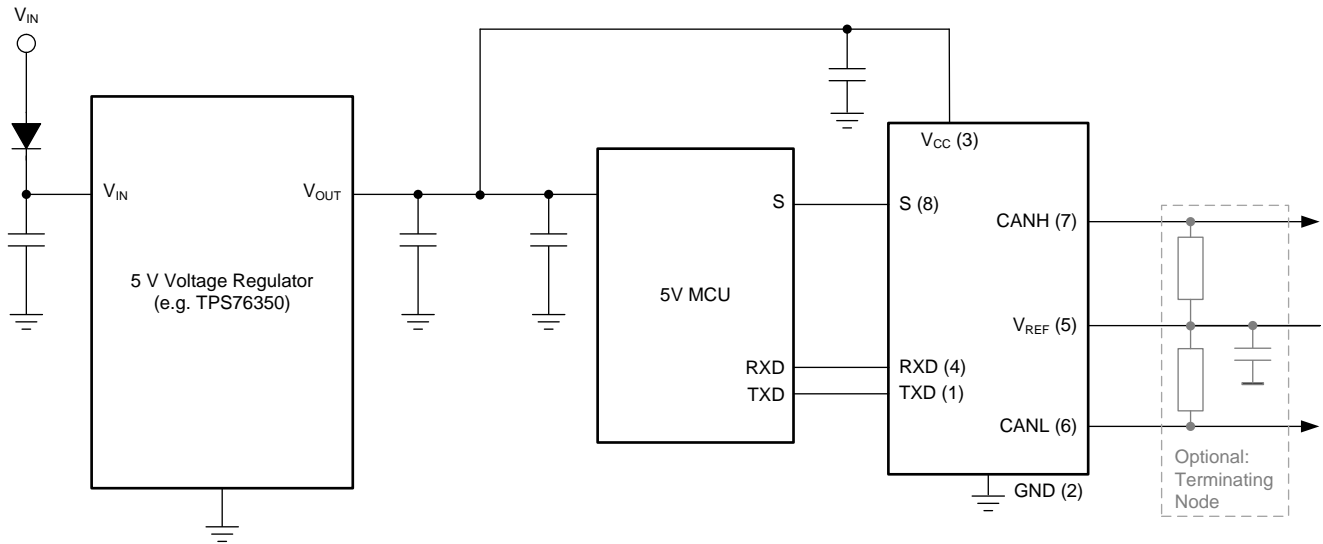 VIN
VIN
VOUT
5 V Voltage Regulator
(e.g. TPS76350)
S
5V MCU
RXD
TXD
VCC (3)
S (8)
CANH (7)
VREF (5)
RXD (4)
TXD (1)
CANL (6)
GND (2)
Optional:
Terminating
Node